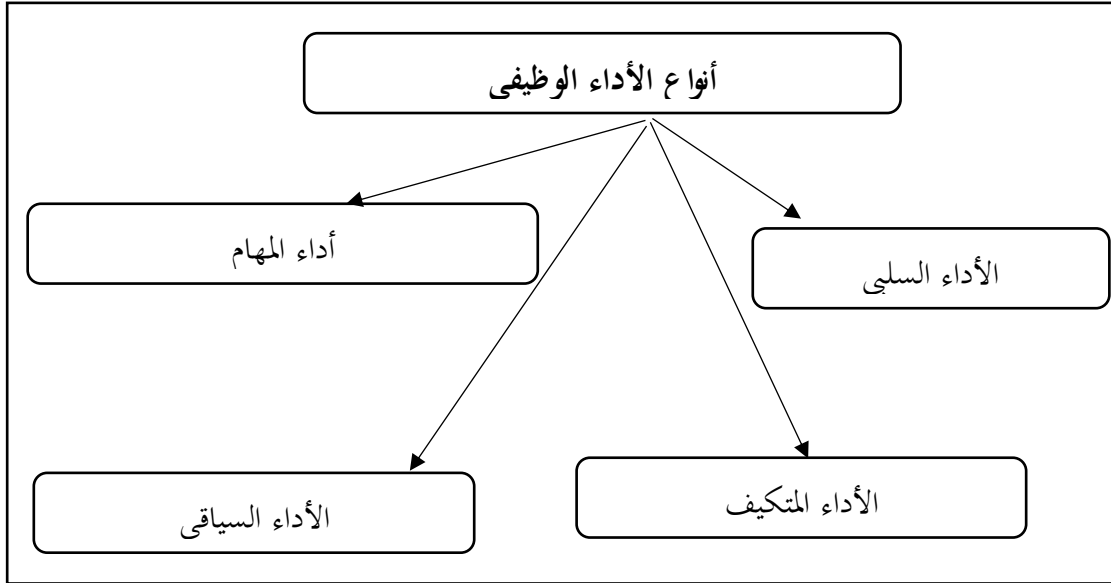 أنواع الأداء الوظيفى
أداء المهام
الأداء السلبى
الأداء المتكيف
الأداء السياقى